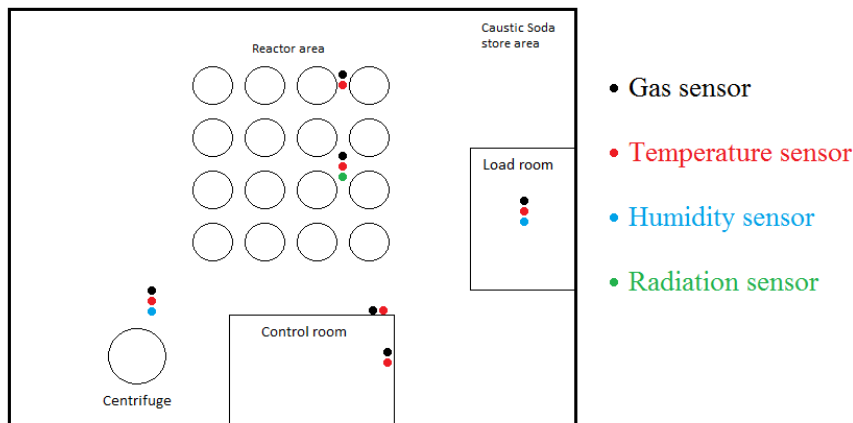 Caustic Soda
store area
Reactor area
Gas sensor
Temperature sensor
Load room
Humidity sensor
Radiation sensor
Control room
Centrifuge